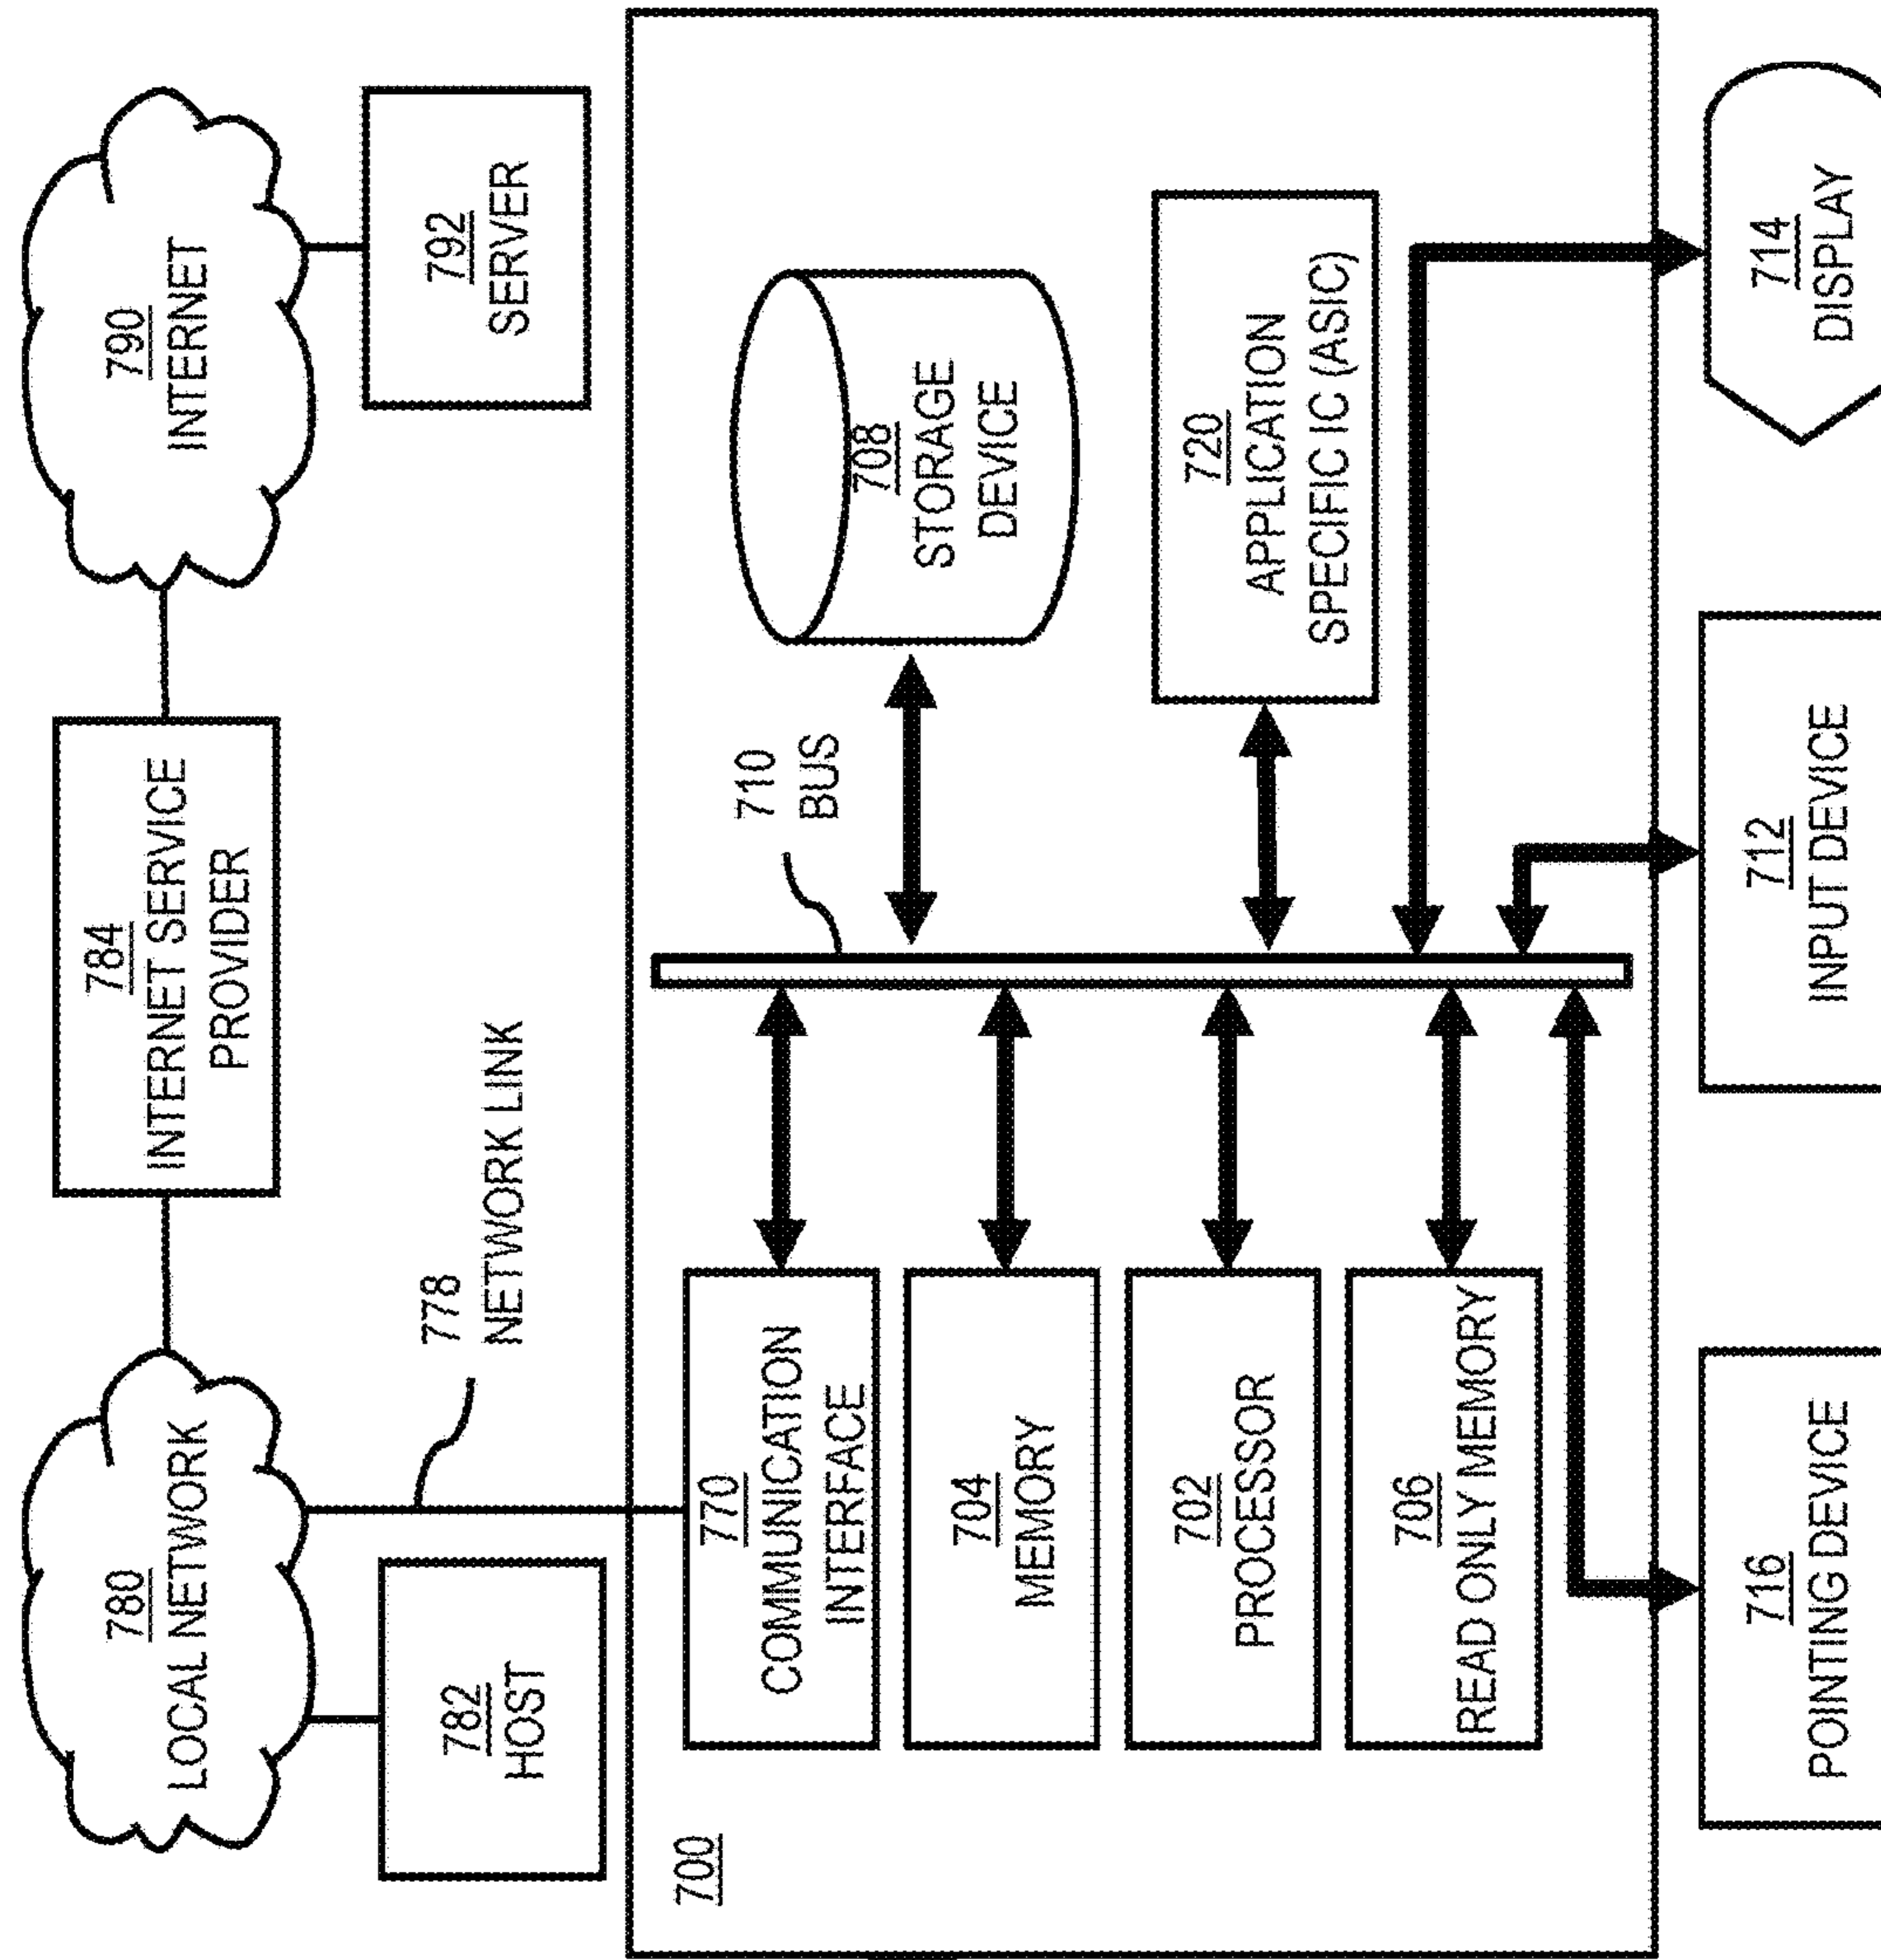 780
LOCAL NETWORK
784
INTERNET SERVICE
PROVIDER
790
INTERNET
782
HOST
778
NETWORK LINK
792
SERVER
700
770
COMMUNICATION
INTERFACE
704
MEMORY
702
PROCESSOR
706
READ ONLY MEMORY
710
BUS
708
STORAGE
DEVICE
720
APPLICATION
SPECIFIC IC (ASIC)
716
POINTING DEVICE
712
INPUT DEVICE
714
DISPLAY